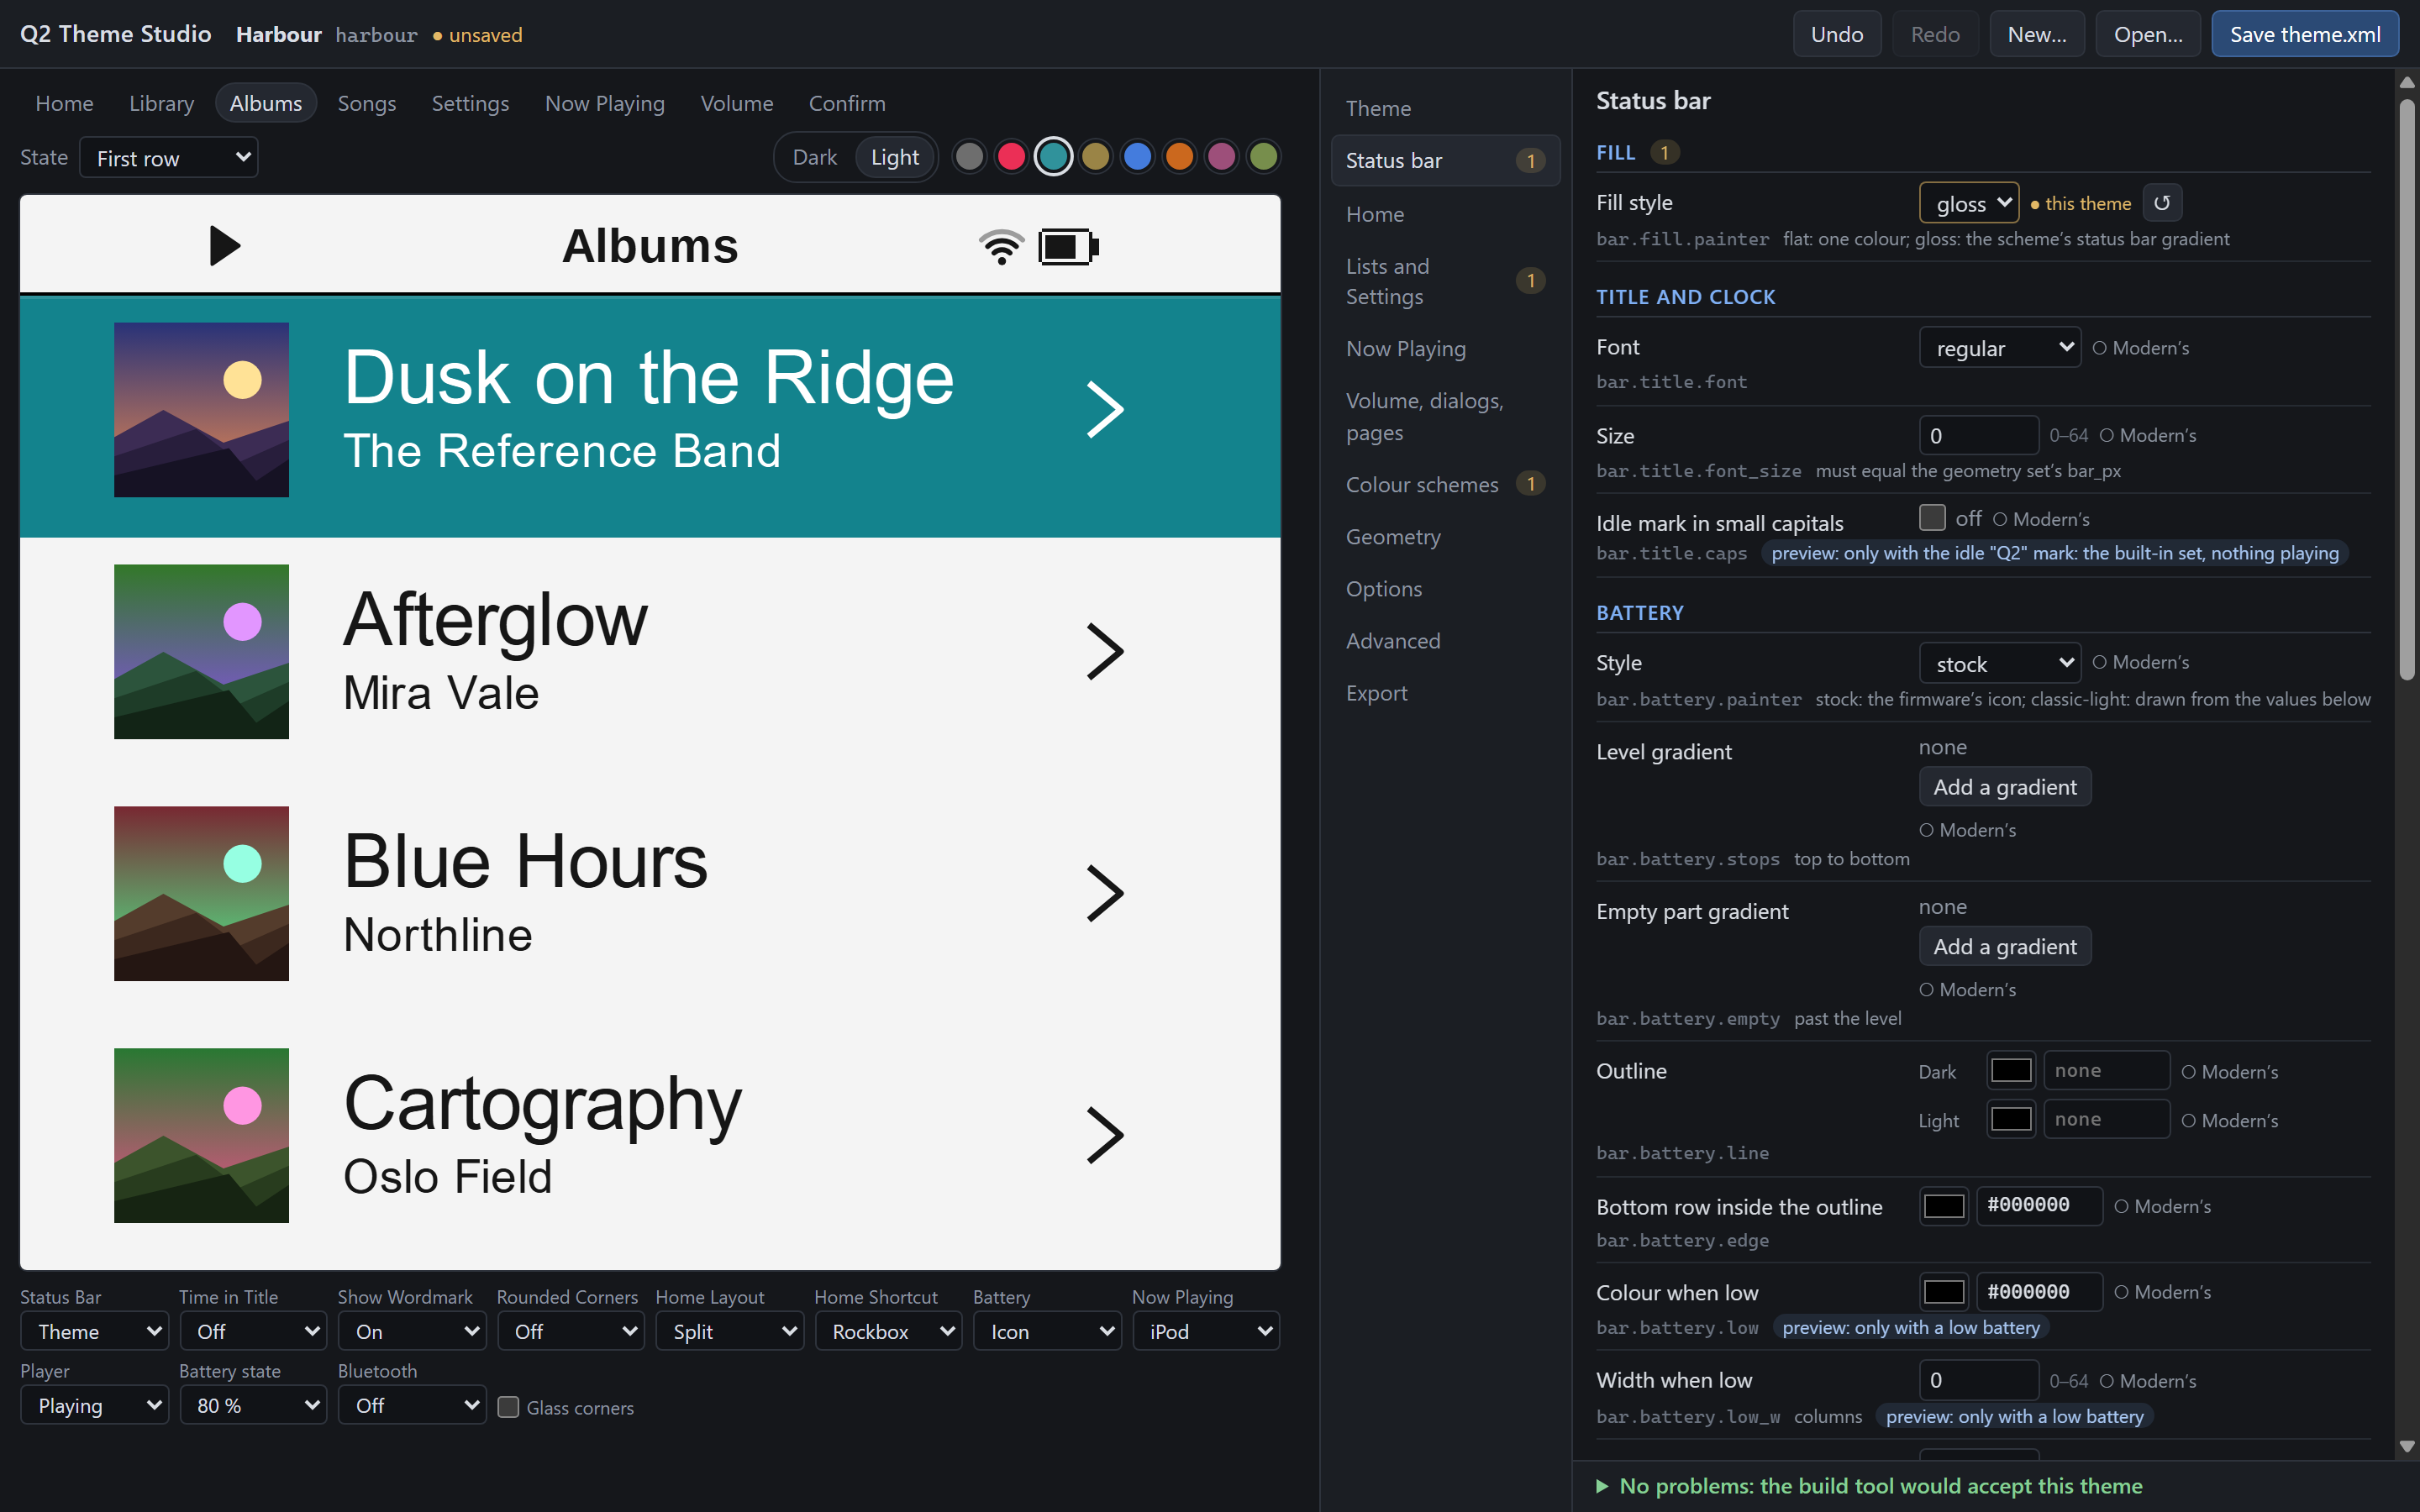 Q2 Theme Studio Harbour harbour ● unsaved Undo Redo New... Open... Save theme.xml
Home Library Albums Songs Settings Now Playing Volume Confirm
State First row Dark Light
Albums
Dusk on the Ridge
The Reference Band
Afterglow
Mira Vale
Blue Hours
Northline
Cartography
Oslo Field
Status Bar Time in Title Show Wordmark Rounded Corners Home Layout Home Shortcut Battery Now Playing
Theme Off On Off Split Rockbox Icon iPod
Player Battery state Bluetooth
Playing 80 % Off Glass corners
Theme
Status bar 1
Home
Lists and
Settings 1
Now Playing
Volume, dialogs,
pages
Colour schemes 1
Geometry
Options
Advanced
Export
Status bar
FILL 1
Fill style gloss ● this theme ↺
bar.fill.painter flat: one colour; gloss: the scheme's status bar gradient
TITLE AND CLOCK
Font regular ○ Modern's
bar.title.font
Size 0 0–64 ○ Modern's
bar.title.font_size must equal the geometry set's bar_px
Idle mark in small capitals off ○ Modern's
bar.title.caps preview: only with the idle "Q2" mark: the built-in set, nothing playing
BATTERY
Style stock ○ Modern's
bar.battery.painter stock: the firmware's icon; classic-light: drawn from the values below
Level gradient none
Add a gradient
○ Modern's
bar.battery.stops top to bottom
Empty part gradient none
Add a gradient
○ Modern's
bar.battery.empty past the level
Outline Dark none ○ Modern's
Light none ○ Modern's
bar.battery.line
Bottom row inside the outline #000000 ○ Modern's
bar.battery.edge
Colour when low #000000 ○ Modern's
bar.battery.low preview: only with a low battery
Width when low 0 0–64 ○ Modern's
bar.battery.low_w columns preview: only with a low battery
▶ No problems: the build tool would accept this theme